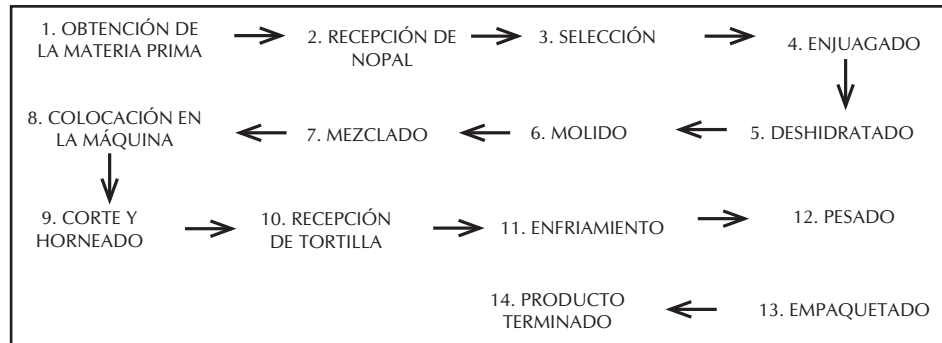 1. OBTENCIÓN DE
LA MATERIA PRIMA
2. RECEPCIÓN DE
NOPAL
3. SELECCIÓN
4. ENJUAGADO
5. DESHIDRATADO
6. MOLIDO
7. MEZCLADO
8. COLOCACIÓN EN
LA MÁQUINA
9. CORTE Y
HORNEADO
10. RECEPCIÓN
DE TORTILLA
11. ENFRIAMIENTO
12. PESADO
13. EMPAQUETADO
14. PRODUCTO
TERMINADO